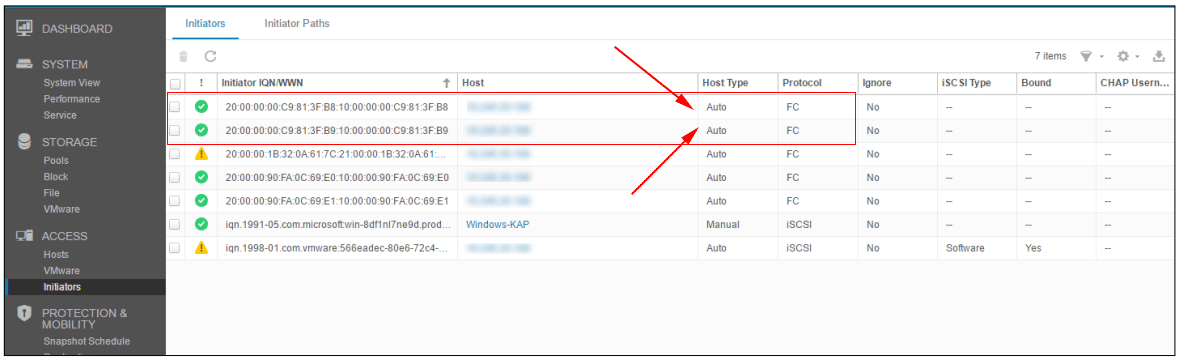 DASHBOARD
SYSTEM
System View
Performance
Service
STORAGE
Pools
Block
File
VMware
ACCESS
Hosts
VMware
Initiators
PROTECTION &
MOBILITY
Snapshot Schedule
Initiators Initiator Paths
7 items
! Initiator IQN/WWN Host Host Type Protocol Ignore iSCSI Type Bound CHAP Usern...
20:00:00:00:C9:81:3F:B8:10:00:00:00:C9:81:3F:B8 Auto FC No -- -- --
20:00:00:00:C9:81:3F:B9:10:00:00:00:C9:81:3F:B9 Auto FC No -- -- --
20:00:00:1B:32:0A:61:7C:21:00:00:1B:32:0A:61:... Auto FC No -- -- --
20:00:00:90:FA:0C:69:E0:10:00:00:90:FA:0C:69:E0 Auto FC No -- -- --
20:00:00:90:FA:0C:69:E1:10:00:00:90:FA:0C:69:E1 Auto FC No -- -- --
iqn.1991-05.com.microsoft:win-8df1nl7ne9d.prod... Windows-KAP Manual iSCSI No -- -- --
iqn.1998-01.com.vmware:566eadec-80e6-72c4-... Auto iSCSI No Software Yes --